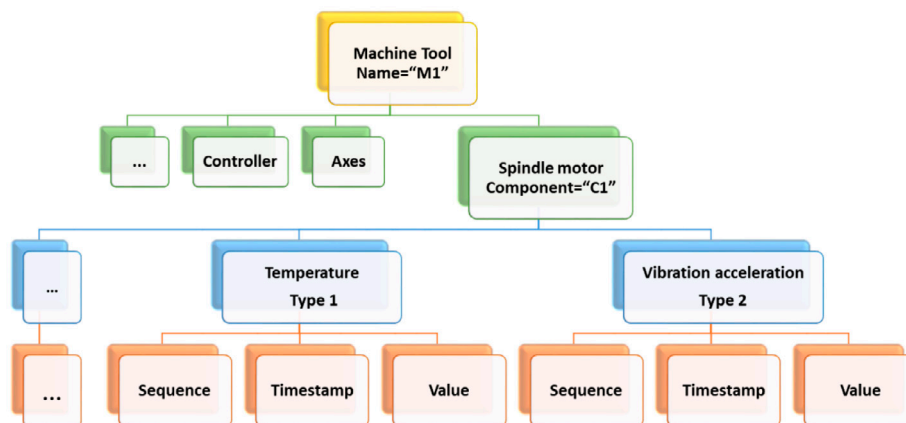 Machine Tool
Name=“M1”
...
Controller
Axes
Spindle motor
Component=“C1”
...
Temperature
Type 1
Vibration acceleration
Type 2
...
Sequence
Timestamp
Value
Sequence
Timestamp
Value